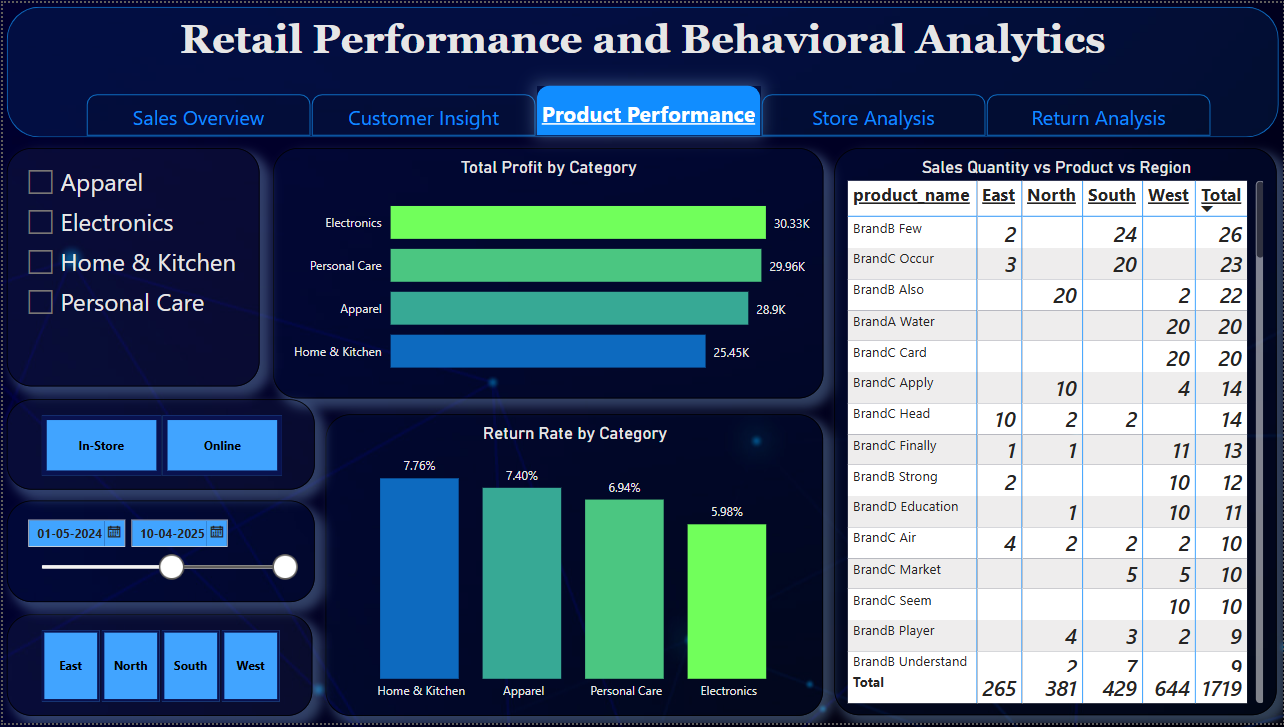 Retail Performance and Behavioral Analytics
Sales Overview Customer Insight Product Performance Store Analysis Return Analysis
Apparel
Electronics
Home & Kitchen
Personal Care
In-Store Online
01-05-2024 10-04-2025
East North South West
Total Profit by Category
Electronics 30.33K
Personal Care 29.96K
Apparel 28.9K
Home & Kitchen 25.45K
Return Rate by Category
7.76% 7.40% 6.94% 5.98%
Home & Kitchen Apparel Personal Care Electronics
Sales Quantity vs Product vs Region
product_name East North South West Total
BrandB Few 2 24 26
BrandC Occur 3 20 23
BrandB Also 20 2 22
BrandA Water 20 20
BrandC Card 20 20
BrandC Apply 10 4 14
BrandC Head 10 2 2 14
BrandC Finally 1 1 11 13
BrandB Strong 2 10 12
BrandD Education 1 10 11
BrandC Air 4 2 2 2 10
BrandC Market 5 5 10
BrandC Seem 10 10
BrandB Player 4 3 2 9
BrandB Understand 2 7 9
Total 265 381 429 644 1719